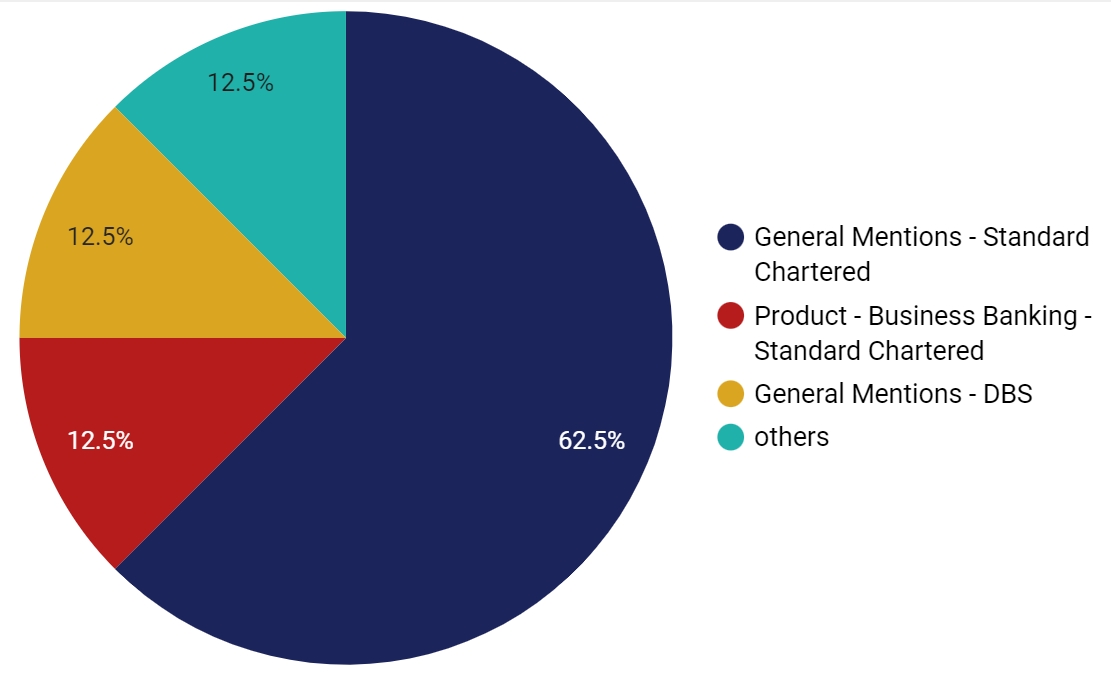 12.5%
12.5%
12.5%
62.5%
General Mentions - Standard
Chartered
Product - Business Banking -
Standard Chartered
General Mentions - DBS
others